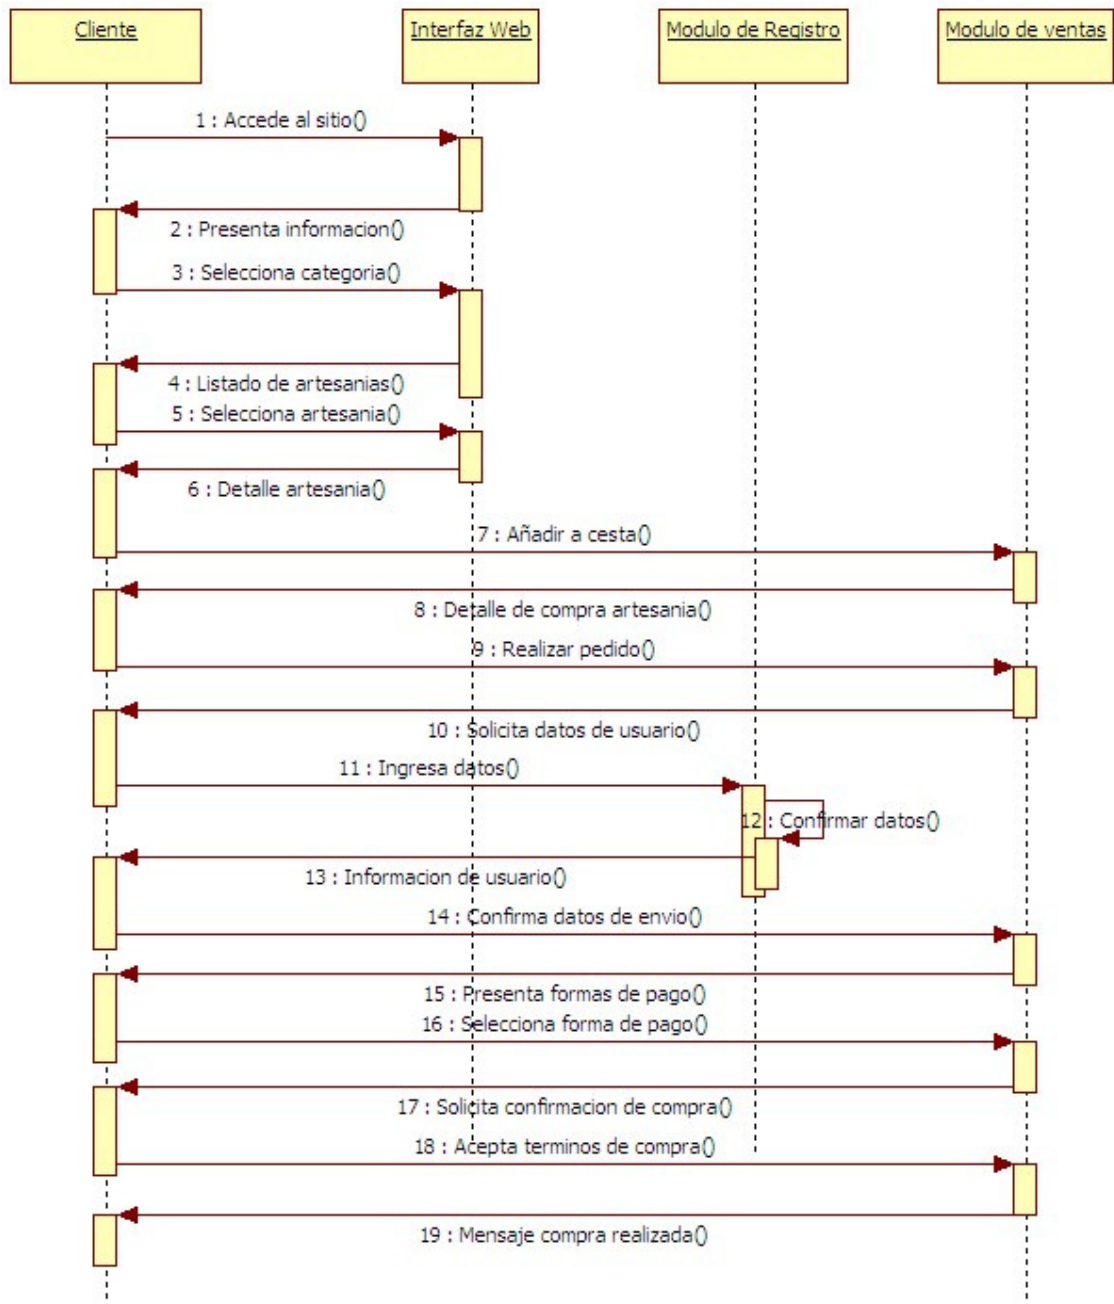 Cliente
Interfaz Web
Modulo de Registro
Modulo de ventas
1 : Accede al sitio()
2 : Presenta informacion()
3 : Selecciona categoria()
4 : Listado de artesanias()
5 : Selecciona artesania()
6 : Detalle artesania()
7 : Añadir a cesta()
8 : Detalle de compra artesania()
9 : Realizar pedido()
10 : Solicita datos de usuario()
11 : Ingresa datos()
12 : Confirmar datos()
13 : Informacion de usuario()
14 : Confirma datos de envio()
15 : Presenta formas de pago()
16 : Selecciona forma de pago()
17 : Solicita confirmacion de compra()
18 : Acepta terminos de compra()
19 : Mensaje compra realizada()